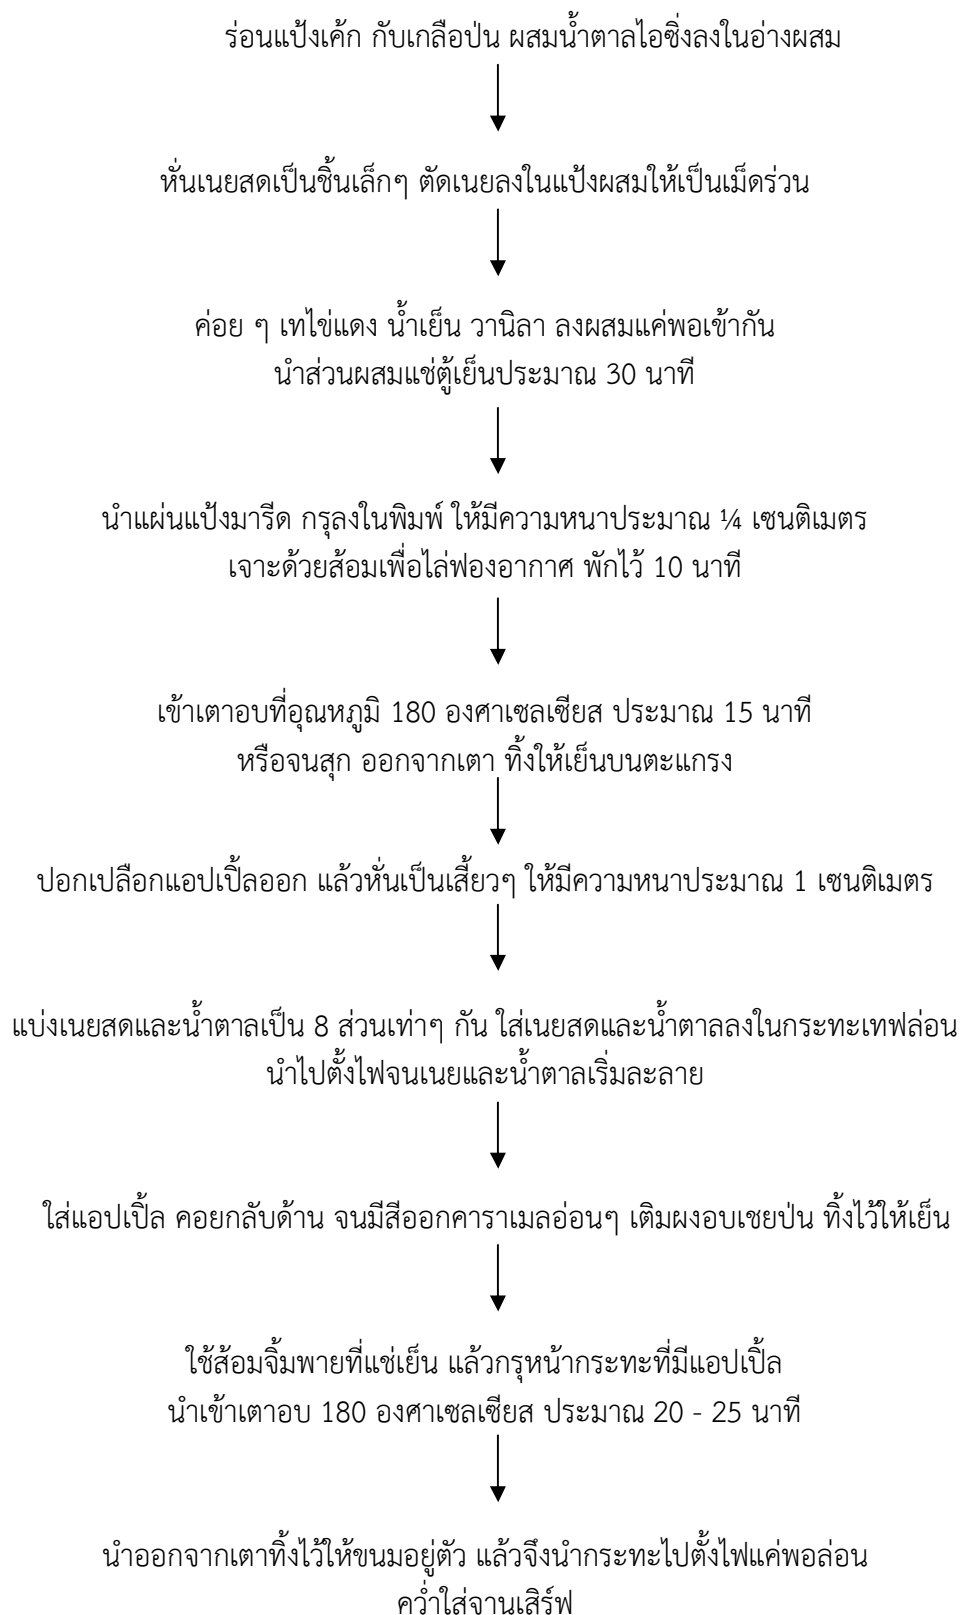 ร่อนแป้งเค้ก กับเกลือป่น ผสมน้ำตาลไอซิ่งลงในอ่างผสม
หั่นเนยสดเป็นชิ้นเล็กๆ ตัดเนยลงในแป้งผสมให้เป็นเม็ดร่วน
ค่อย ๆ เทไข่แดง น้ำเย็น วานิลา ลงผสมแค่พอเข้ากัน
นำส่วนผสมแช่ตู้เย็นประมาณ 30 นาที
นำแผ่นแป้งมารีด กรุลงในพิมพ์ ให้มีความหนาประมาณ ¼ เซนติเมตร
เจาะด้วยส้อมเพื่อไล่ฟองอากาศ พักไว้ 10 นาที
เข้าเตาอบที่อุณหภูมิ 180 องศาเซลเซียส ประมาณ 15 นาที
หรือจนสุก ออกจากเตา ทิ้งให้เย็นบนตะแกรง
ปอกเปลือกแอปเปิ้ลออก แล้วหั่นเป็นเสี้ยวๆ ให้มีความหนาประมาณ 1 เซนติเมตร
แบ่งเนยสดและน้ำตาลเป็น 8 ส่วนเท่าๆ กัน ใส่เนยสดและน้ำตาลลงในกระทะเทฟล่อน
นำไปตั้งไฟจนเนยและน้ำตาลเริ่มละลาย
ใส่แอปเปิ้ล คอยกลับด้าน จนมีสีออกคาราเมลอ่อนๆ เติมผงอบเชยป่น ทิ้งไว้ให้เย็น
ใช้ส้อมจิ้มพายที่แช่เย็น แล้วกรุหน้ากระทะที่มีแอปเปิ้ล
นำเข้าเตาอบ 180 องศาเซลเซียส ประมาณ 20 - 25 นาที
นำออกจากเตาทิ้งไว้ให้ขนมอยู่ตัว แล้วจึงนำกระทะไปตั้งไฟแค่พอล่อน
คว่ำใส่จานเสิร์ฟ